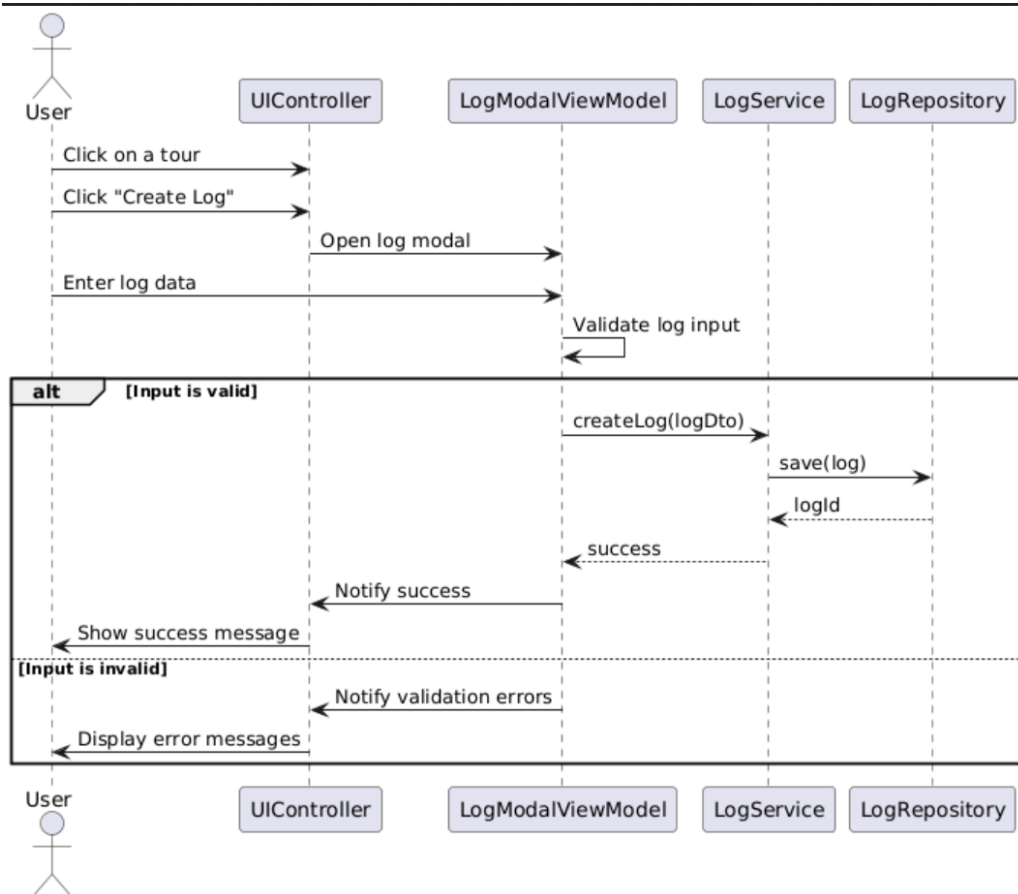 User
UIController
LogModalViewModel
LogService
LogRepository
Click on a tour
Click "Create Log"
Open log modal
Enter log data
Validate log input
alt
[Input is valid]
createLog(logDto)
save(log)
logId
success
Notify success
Show success message
[Input is invalid]
Notify validation errors
Display error messages
User
UIController
LogModalViewModel
LogService
LogRepository